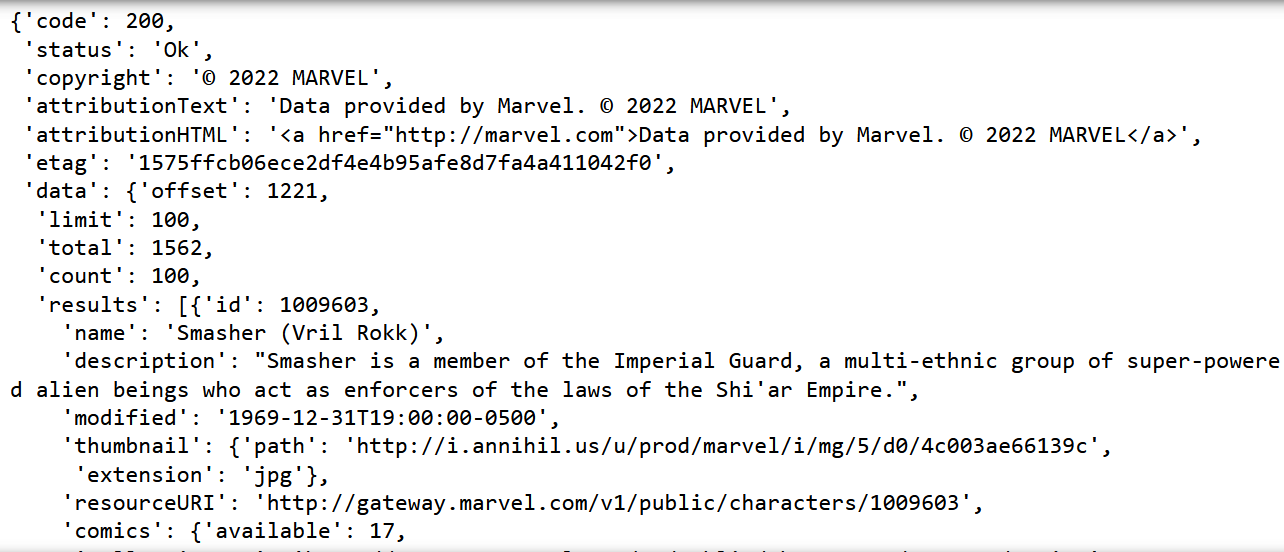 {'code': 200,
'status': 'Ok',
'copyright': '© 2022 MARVEL',
'attributionText': 'Data provided by Marvel. © 2022 MARVEL',
'attributionHTML': '<a href="http://marvel.com">Data provided by Marvel. © 2022 MARVEL</a>',
'etag': '1575ffcb06ece2df4e4b95afe8d7fa4a411042f0',
'data': {'offset': 1221,
'limit': 100,
'total': 1562,
'count': 100,
'results': [{'id': 1009603,
'name': 'Smasher (Vril Rokk)',
'description': "Smasher is a member of the Imperial Guard, a multi-ethnic group of super-powere
d alien beings who act as enforcers of the laws of the Shi'ar Empire.",
'modified': '1969-12-31T19:00:00-0500',
'thumbnail': {'path': 'http://i.annihil.us/u/prod/marvel/i/mg/5/d0/4c003ae66139c',
'extension': 'jpg'},
'resourceURI': 'http://gateway.marvel.com/v1/public/characters/1009603',
'comics': {'available': 17,